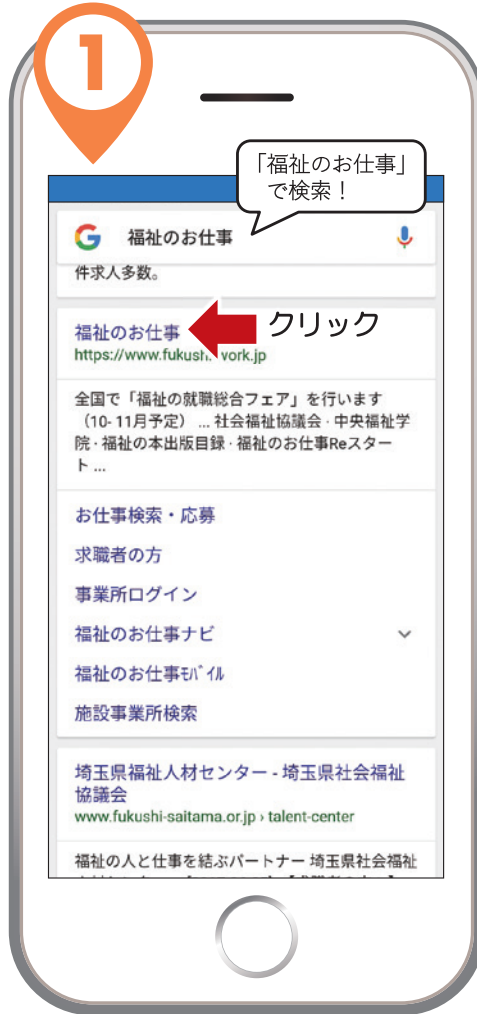 1
「福祉のお仕事」
で検索！
福祉のお仕事
件求人多数。
福祉のお仕事
クリック
https://www.fukushi work.jp
全国で「福祉の就職総合フェア」を行います
（10- 11月予定） ... 社会福祉協議会 · 中央福祉学
院 · 福祉の本出版目録 · 福祉のお仕事Reスター
ト ...
お仕事検索・応募
求職者の方
事業所ログイン
福祉のお仕事ナビ
福祉のお仕事ﾓﾊﾞｲﾙ
施設事業所検索
埼玉県福祉人材センター - 埼玉県社会福祉
協議会
www.fukushi-saitama.or.jp › talent-center
福祉の人と仕事を結ぶパートナー 埼玉県社会福祉